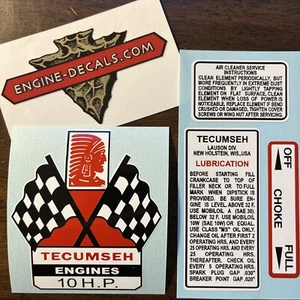 ENGINE-DECALS.COM
AIR CLEANER SERVICE
INSTRUCTIONS
CLEAN ELEMENT PERIODICALLY, BUT
MORE FREQUENTLY IN EXTREME DUST
CONDITIONS BY LIGHTLY TAPPING
ELEMENT ON FLAT SURFACE, CLEAN
ELEMENT WHEN LOSS OF POWER IS
NOTICEABLE, REPLACE ELEMENT IF BEING
CRUSHED OR DAMAGED, TIGHTEN COVER
SCREWS OR WING NUT AFTER SERVICING.
TECUMSEH
ENGINES
10 H.P.
TECUMSEH
LAUSON DIV.
NEW HOLSTEIN, WIS., USA
LUBRICATION
BEFORE STARTING FILL
CRANKCASE TO TOP OF
FILLER NECK OR TO FULL
MARK WHEN DIPSTICK IS
PROVIDED. BE SURE EN-
GINE IS LEVEL. ABOVE 32 F.
USE MOBILOIL A (SAE 30).
BELOW 32 F. USE MOBILOIL
10W (SAE 10W) OR EQUAL.
USE CLASS "MS" OIL ONLY.
CHANGE OIL AFTER FIRST 2
OPERATING HRS. AND EVERY
25 OPERATING HRS.
THEREAFTER. CHECK OIL
EVERY 5 OPERATING HRS.
SPARK PLUG GAP .030"
BREAKER POINT GAP .020"
OFF
CHOKE
FULL